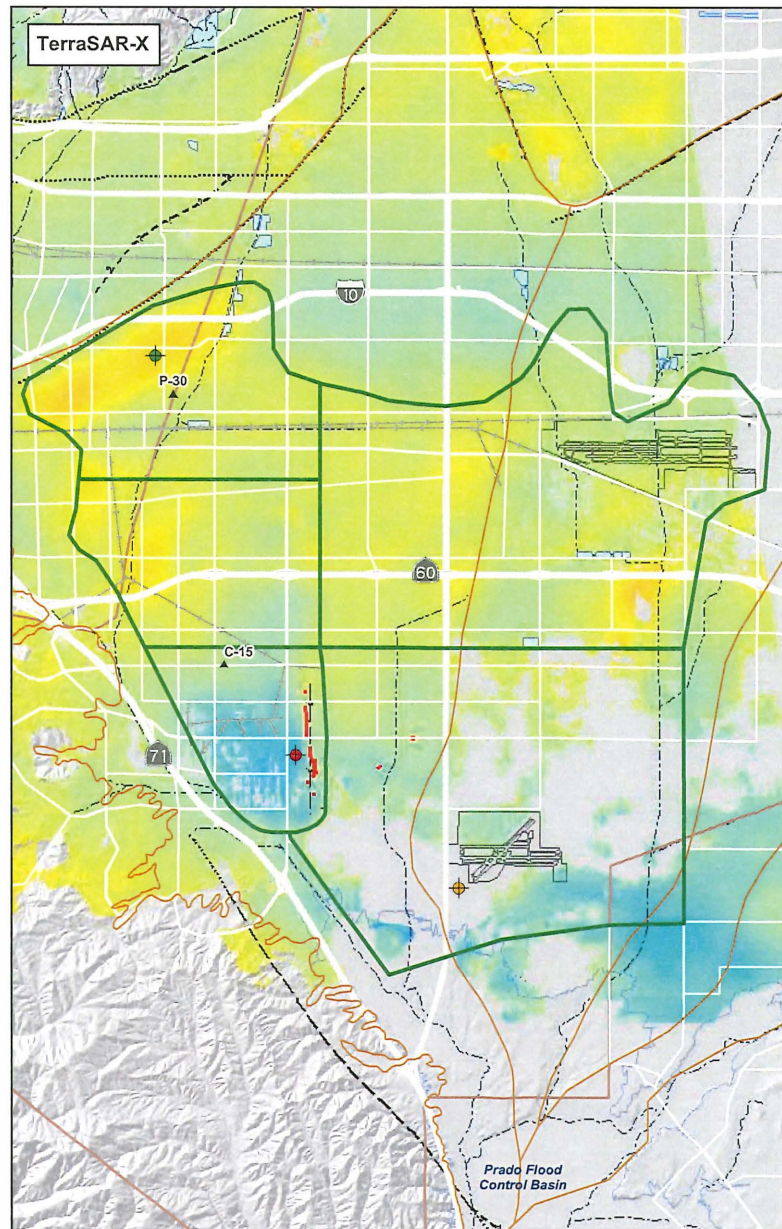 TerraSAR-X
10
P-30
60
C-15
71
Prado Flood
Control Basin